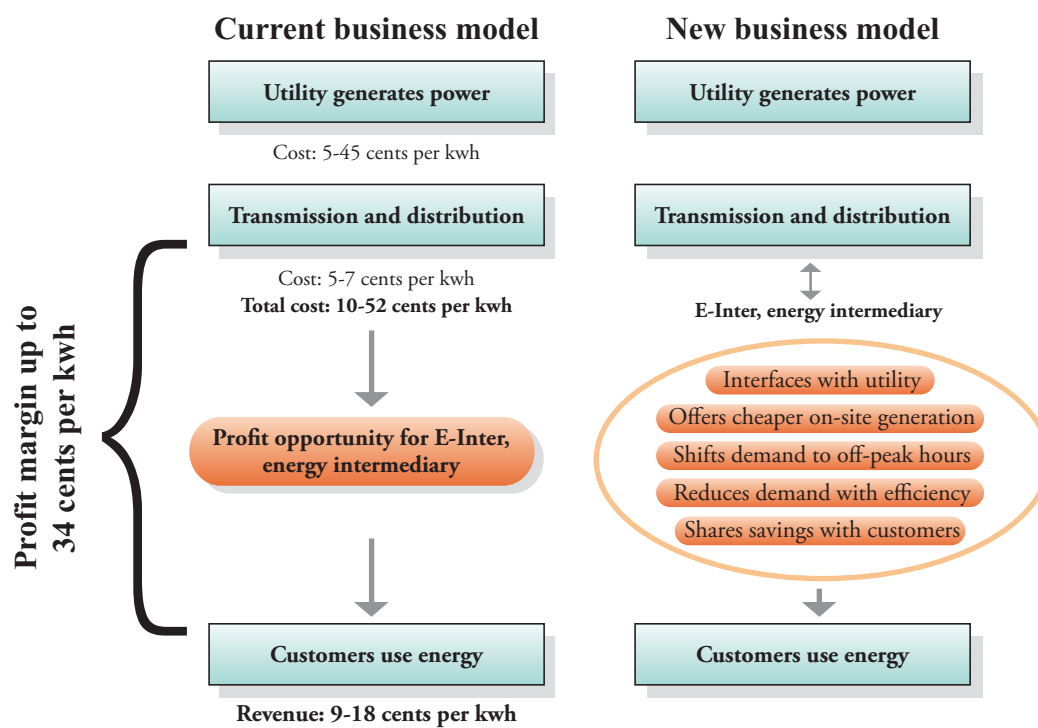 Current business model
Utility generates power
Cost: 5-45 cents per kwh
Transmission and distribution
Cost: 5-7 cents per kwh
Total cost: 10-52 cents per kwh
Profit margin up to
34 cents per kwh
Profit opportunity for E-Inter,
energy intermediary
Customers use energy
Revenue: 9-18 cents per kwh
New business model
Utility generates power
Transmission and distribution
E-Inter, energy intermediary
Interfaces with utility
Offers cheaper on-site generation
Shifts demand to off-peak hours
Reduces demand with efficiency
Shares savings with customers
Customers use energy